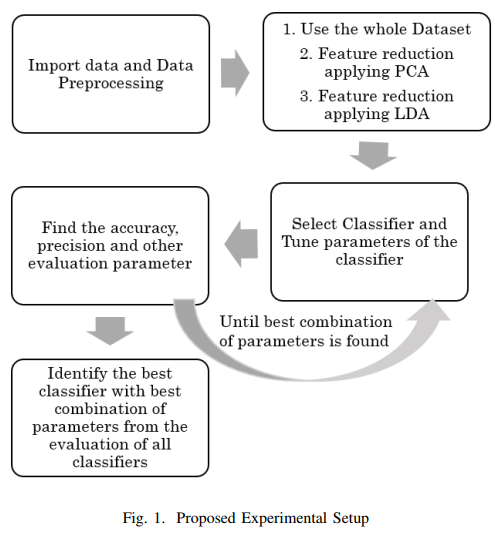 Import data and Data
Preprocessing
1. Use the whole Dataset
2. Feature reduction
applying PCA
3. Feature reduction
applying LDA
Select Classifier and
Tune parameters of the
classifier
Find the accuracy,
precision and other
evaluation parameter
Until best combination
of parameters is found
Identify the best
classifier with best
combination of
parameters from the
evaluation of all
classifiers
Fig. 1. Proposed Experimental Setup